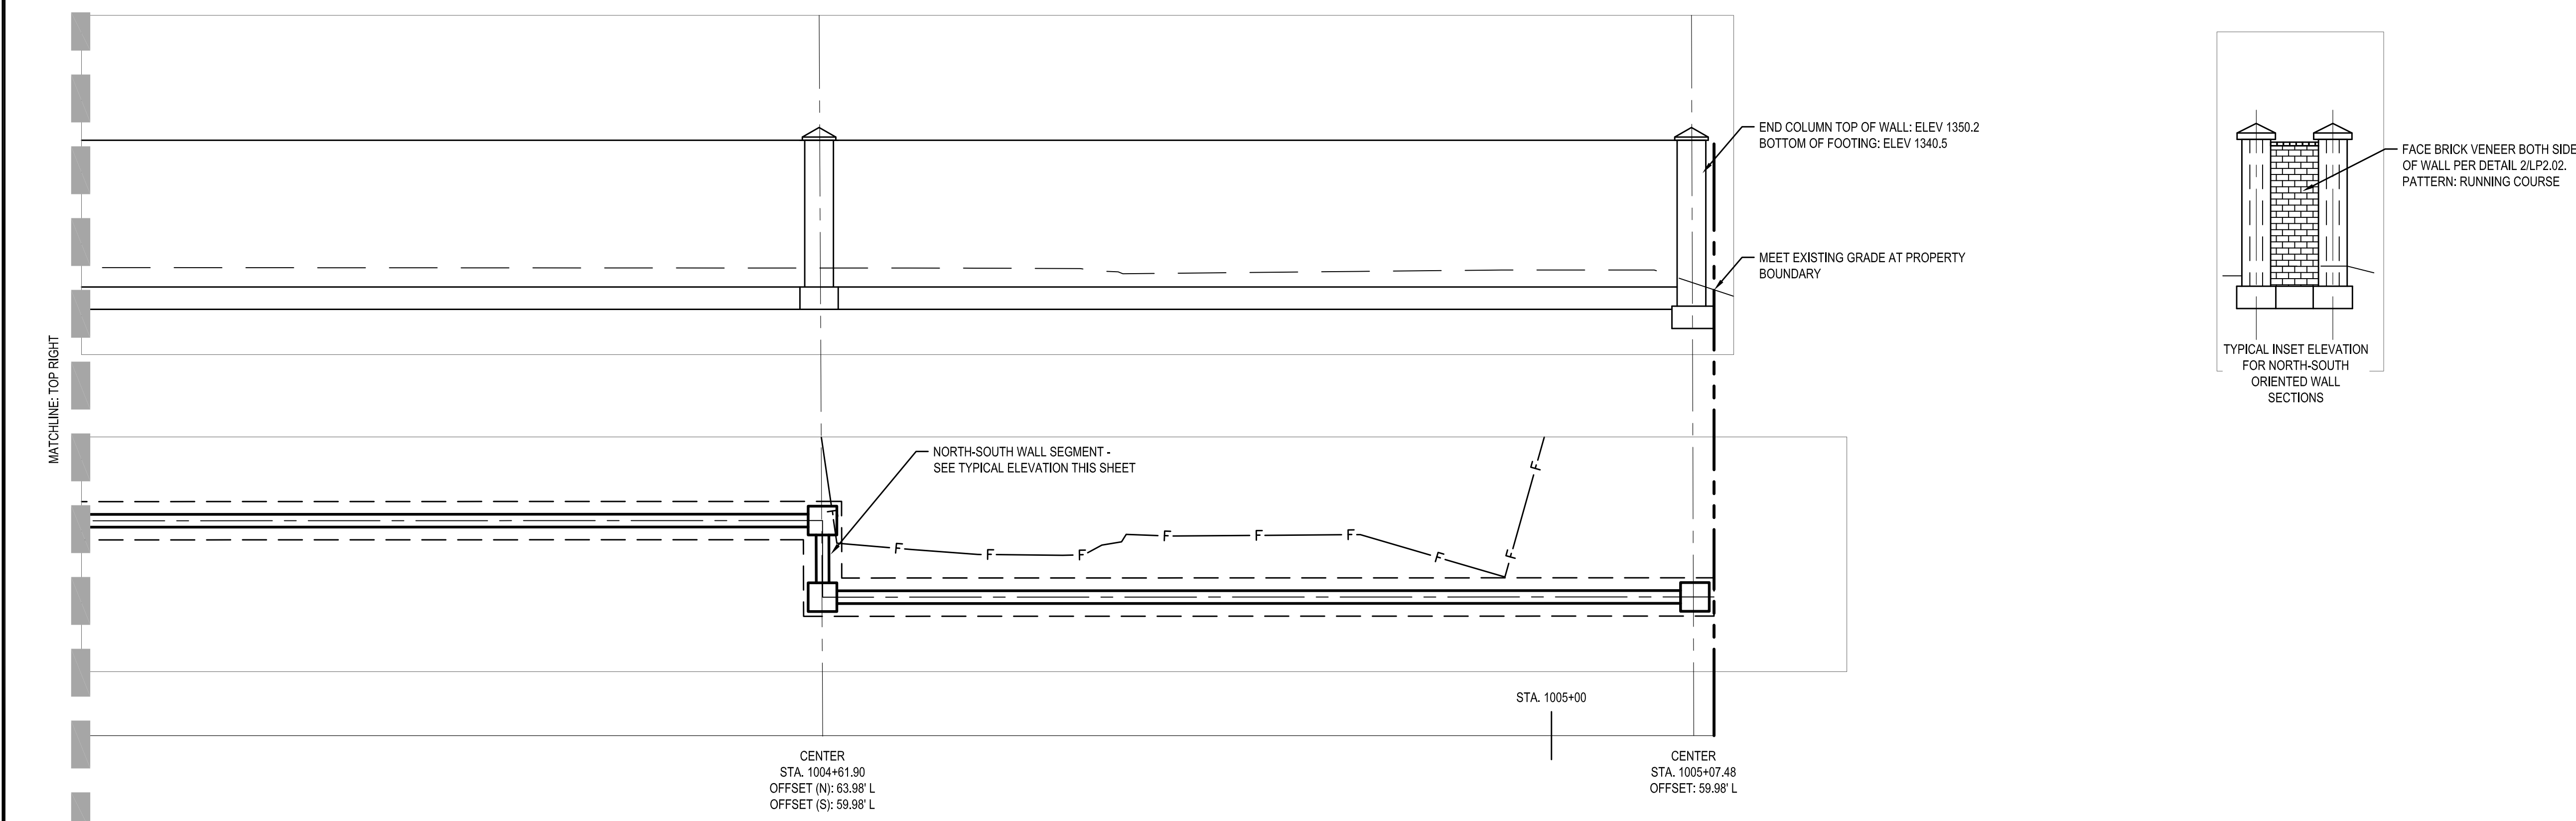 END COLUMN TOP OF WALL: ELEV 1350.2
BOTTOM OF FOOTING: ELEV 1340.5
FACE BRICK VENEER BOTH SIDE
OF WALL PER DETAIL 2/LP2.02.
PATTERN: RUNNING COURSE
MEET EXISTING GRADE AT PROPERTY
BOUNDARY
MATCHLINE: TOP RIGHT
TYPICAL INSET ELEVATION
FOR NORTH-SOUTH
ORIENTED WALL
SECTIONS
NORTH-SOUTH WALL SEGMENT -
SEE TYPICAL ELEVATION THIS SHEET
F
F
F
F
F
F
F
F
F
F
STA. 1005+00
CENTER
STA. 1004+61.90
OFFSET (N): 63.98' L
OFFSET (S): 59.98' L
CENTER
STA. 1005+07.48
OFFSET: 59.98' L